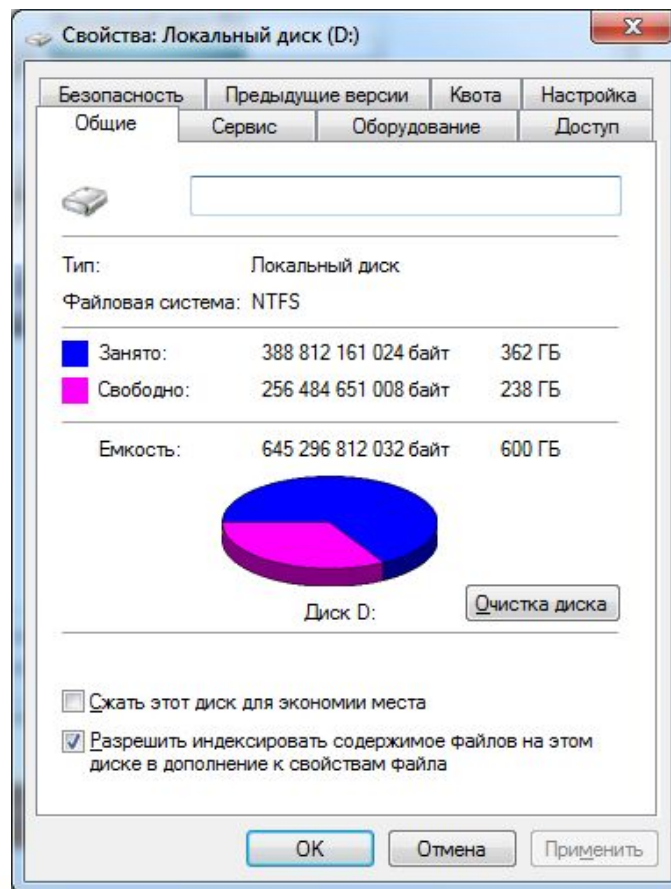 Свойства: Локальный диск (D:)
Безопасность Предыдущие версии Квота Настройка
Общие Сервис Оборудование Доступ
Тип: Локальный диск
Файловая система: NTFS
Занято: 388 812 161 024 байт 362 ГБ
Свободно: 256 484 651 008 байт 238 ГБ
Емкость: 645 296 812 032 байт 600 ГБ
Диск D: Очистка диска
Сжать этот диск для экономии места
Разрешить индексировать содержимое файлов на этом
диске в дополнение к свойствам файла
OK Отмена Применить